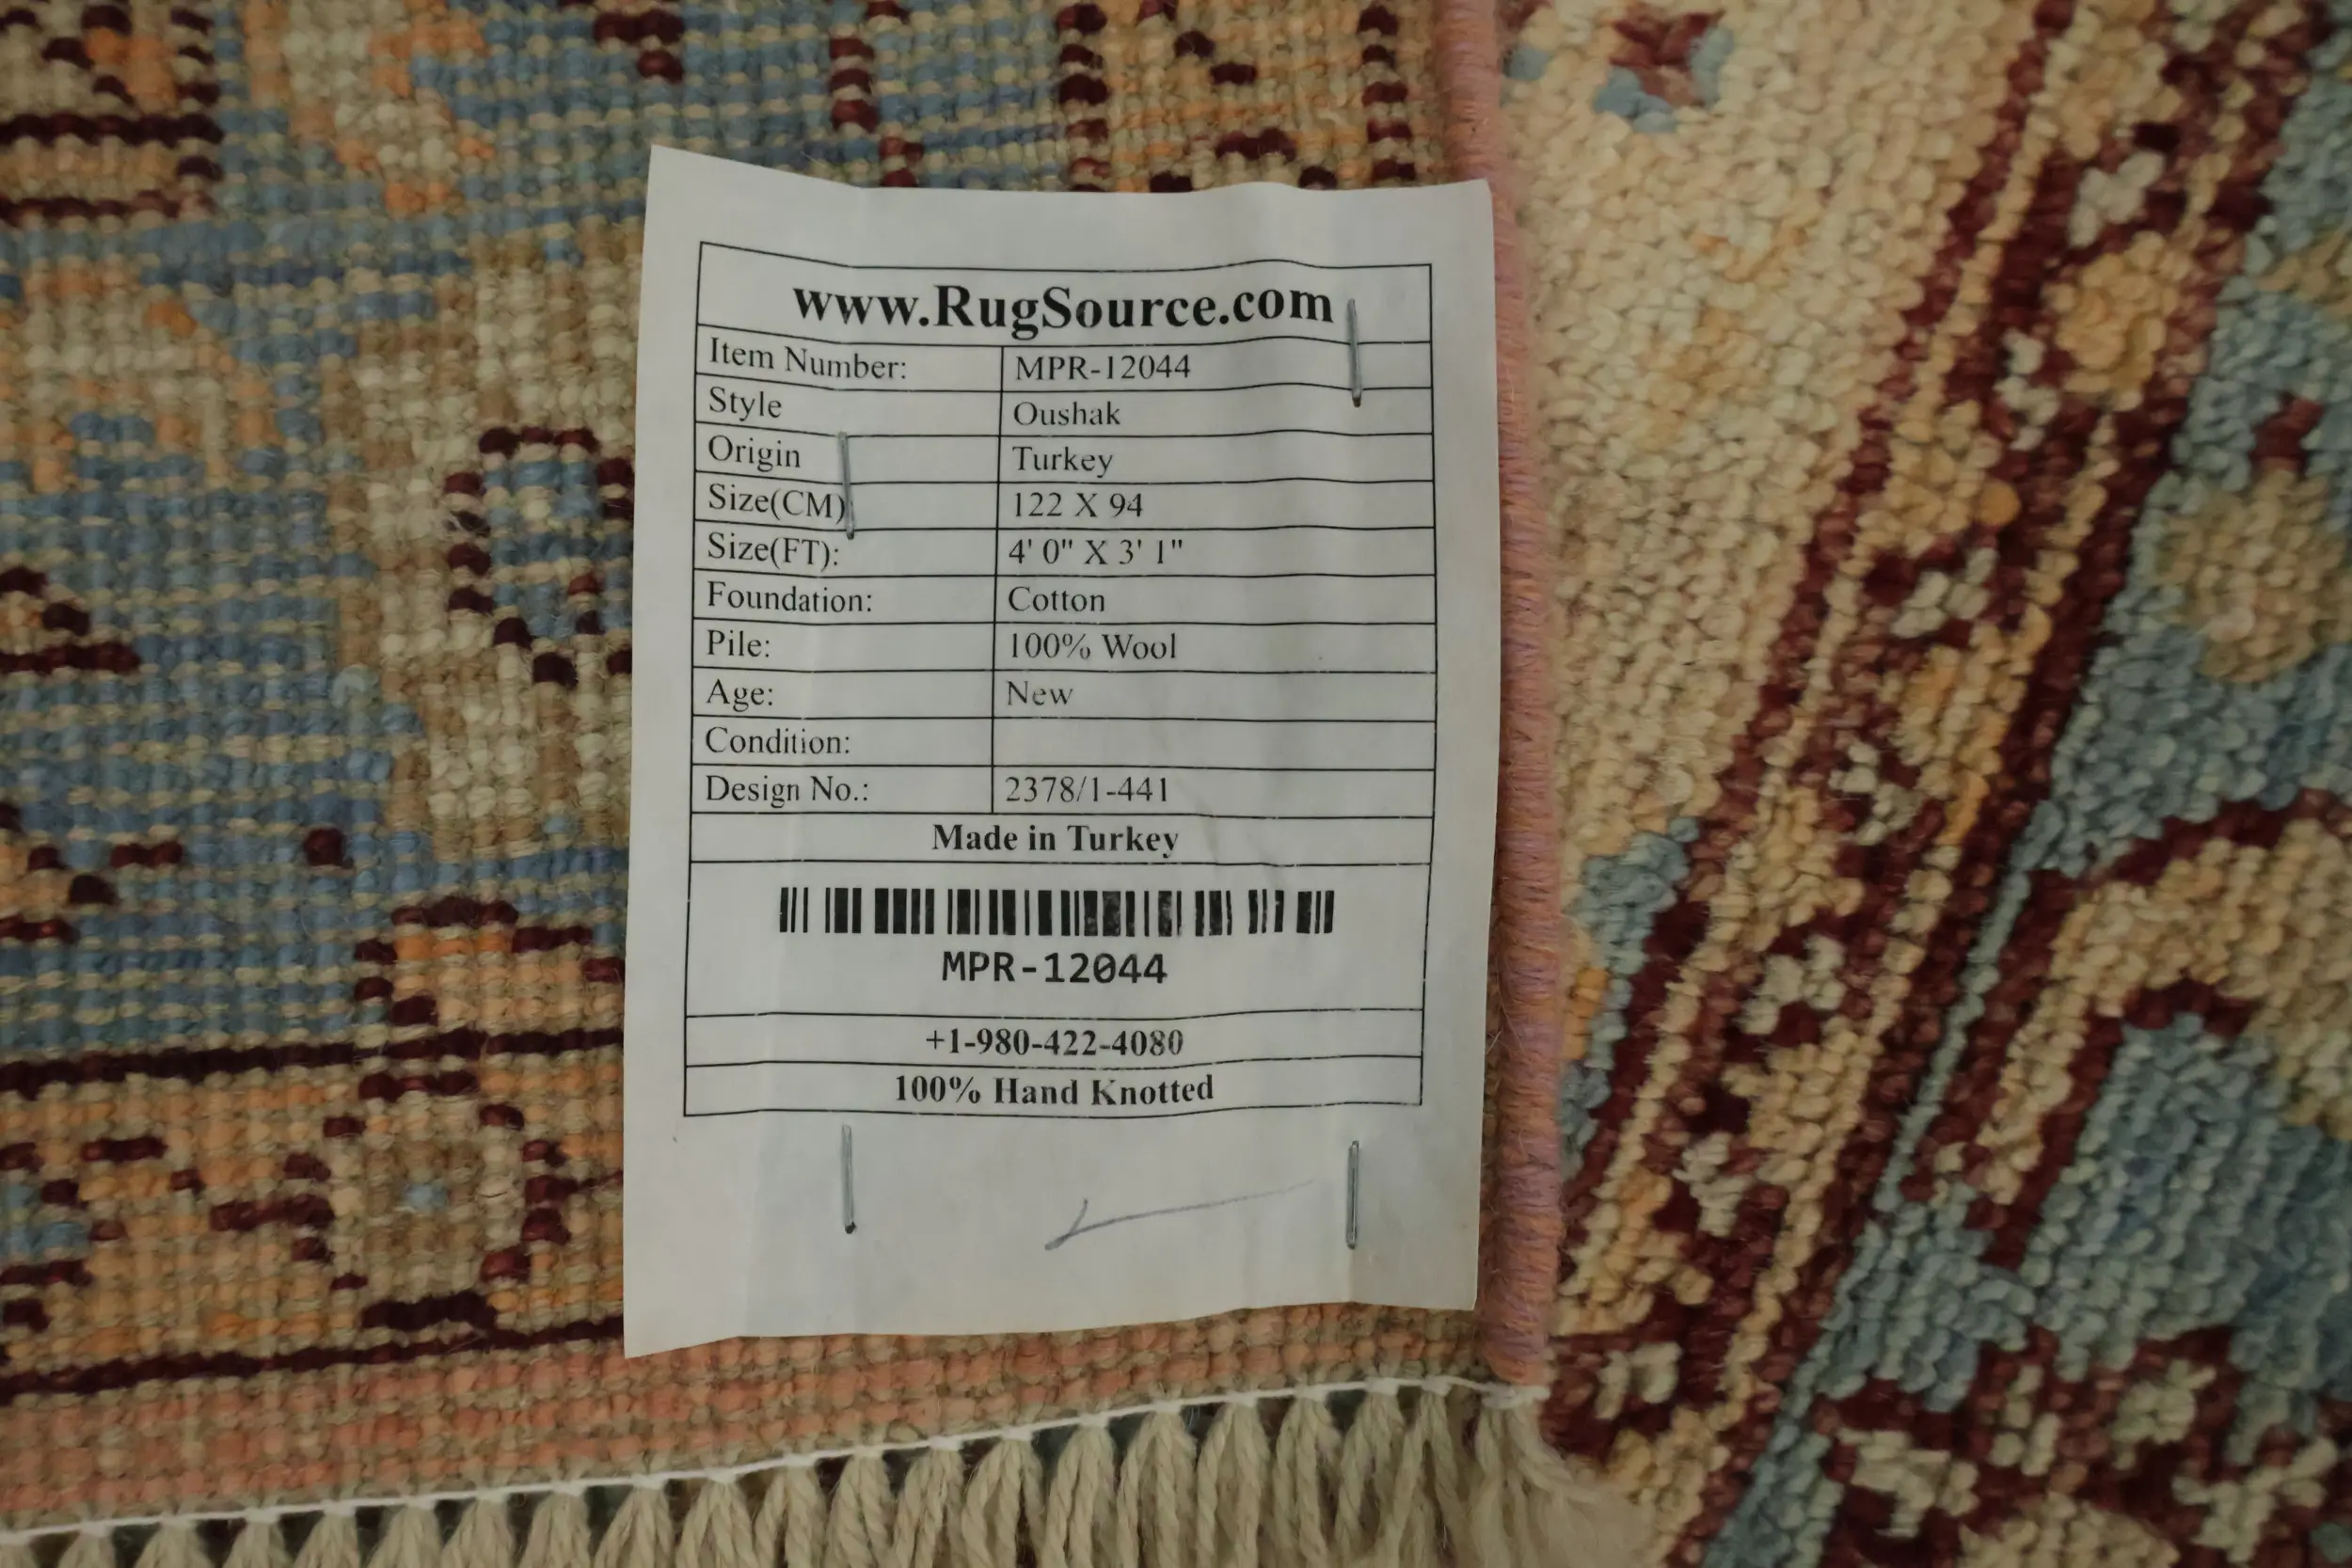 www.RugSource.com
Item Number: MPR-12044
Style Oushak
Origin Turkey
Size(CM) 122 X 94
Size(FT): 4' 0" X 3' 1"
Foundation: Cotton
Pile: 100% Wool
Age: New
Condition:
Design No.: 2378/1-441
Made in Turkey
MPR-12044
+1-980-422-4080
100% Hand Knotted